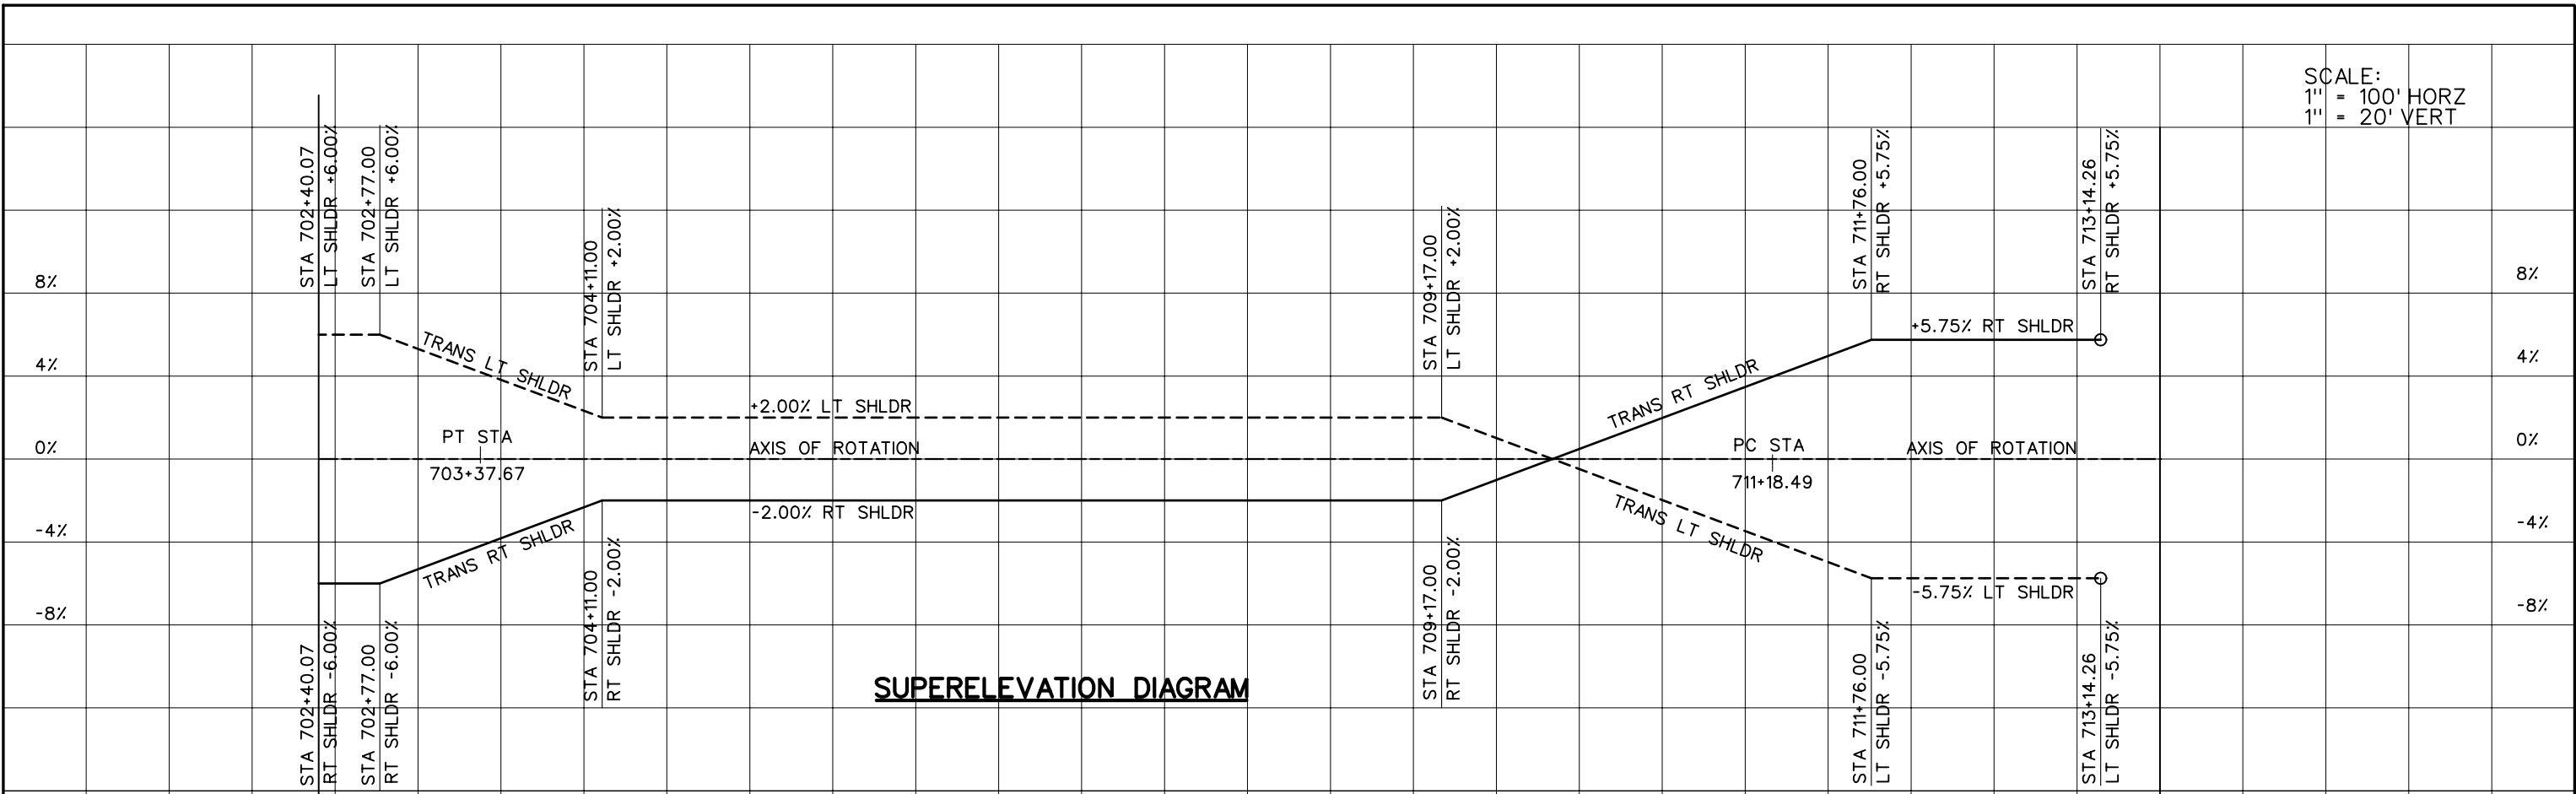 SCALE:
1" = 100' HORZ
1" = 20' VERT
STA 702+40.07
LT SHLDR +6.00%
STA 702+77.00
LT SHLDR +6.00%
STA 704+11.00
LT SHLDR +2.00%
STA 709+17.00
LT SHLDR +2.00%
STA 711+76.00
RT SHLDR +5.75%
STA 713+14.26
RT SHLDR +5.75%
8%
8%
TRANS LT SHLDR
+5.75% RT SHLDR
4%
4%
TRANS RT SHLDR
+2.00% LT SHLDR
PT STA
703+37.67
0%
AXIS OF ROTATION
PC STA
711+18.49
AXIS OF ROTATION
0%
-2.00% RT SHLDR
TRANS RT SHLDR
TRANS LT SHLDR
-4%
-4%
-5.75% LT SHLDR
-8%
-8%
STA 702+40.07
RT SHLDR -6.00%
STA 702+77.00
RT SHLDR -6.00%
STA 704+11.00
RT SHLDR -2.00%
SUPERELEVATION DIAGRAM
STA 709+17.00
RT SHLDR -2.00%
STA 711+76.00
LT SHLDR -5.75%
STA 713+14.26
LT SHLDR -5.75%